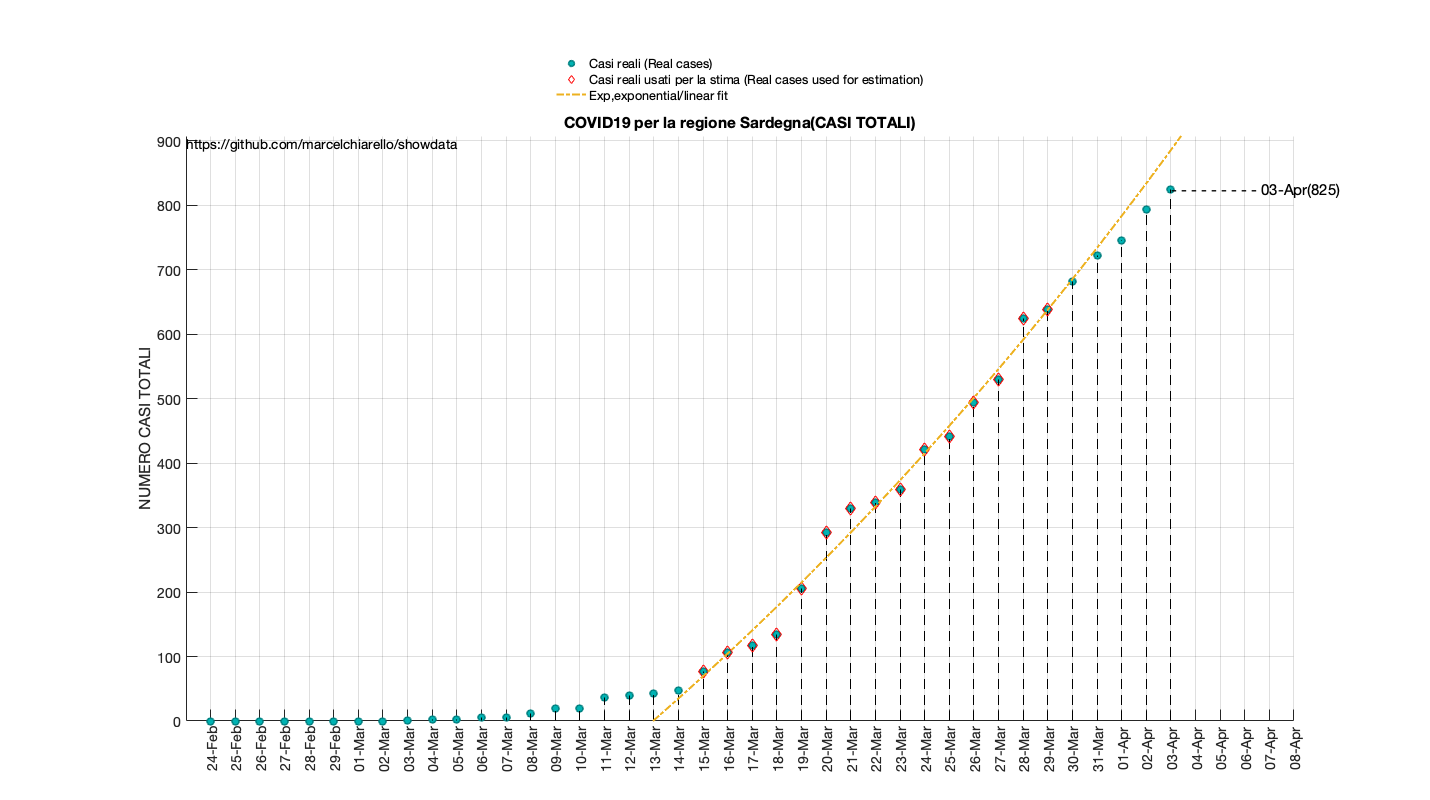 Casi reali (Real cases)
Casi reali usati per la stima (Real cases used for estimation)
Exp,exponential/linear fit
COVID19 per la regione Sardegna(CASI TOTALI)
https://github.com/marcelchiarello/showdata
NUMERO CASI TOTALI
900
800
700
600
500
400
300
200
100
0
03-Apr(825)
24-Feb
25-Feb
26-Feb
27-Feb
28-Feb
29-Feb
01-Mar
02-Mar
03-Mar
04-Mar
05-Mar
06-Mar
07-Mar
08-Mar
09-Mar
10-Mar
11-Mar
12-Mar
13-Mar
14-Mar
15-Mar
16-Mar
17-Mar
18-Mar
19-Mar
20-Mar
21-Mar
22-Mar
23-Mar
24-Mar
25-Mar
26-Mar
27-Mar
28-Mar
29-Mar
30-Mar
31-Mar
01-Apr
02-Apr
03-Apr
04-Apr
05-Apr
06-Apr
07-Apr
08-Apr